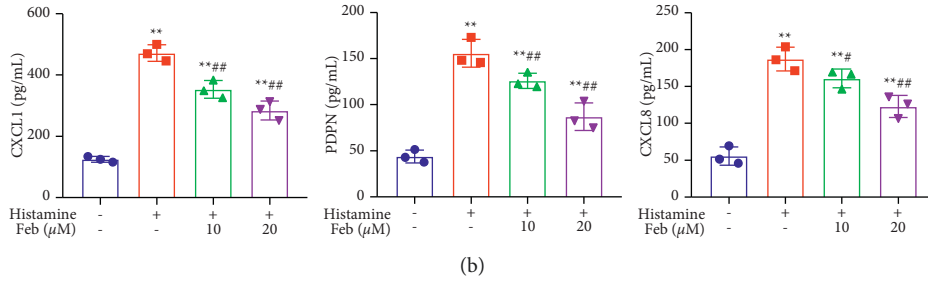 CXCL1 (pg/mL)
600
400
200
0
**
**##
**##
Histamine - + + +
Feb (μM) - - 10 20
PDPN (pg/mL)
200
150
100
50
0
**
**##
**##
Histamine - + + +
Feb (μM) - - 10 20
CXCL8 (pg/mL)
250
200
150
100
50
0
**
**#
**##
Histamine - + + +
Feb (μM) - - 10 20
(b)